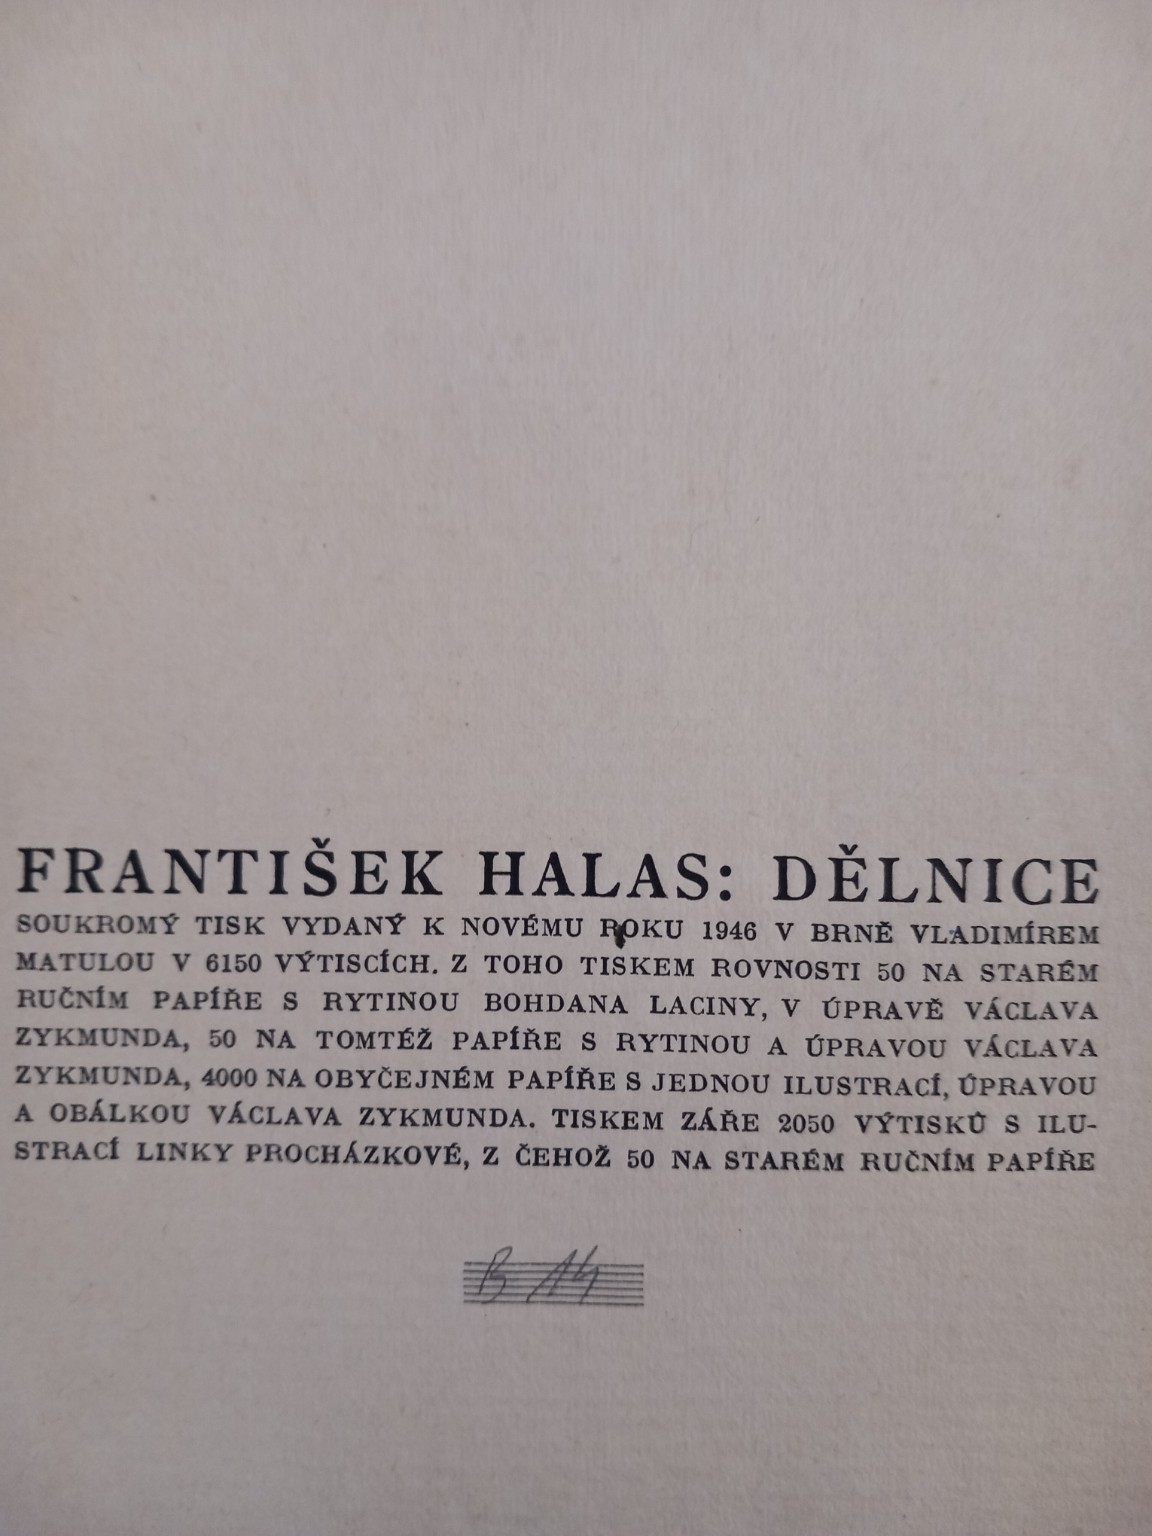 FRANTIŠEK HALAS: DĚLNICE
SOUKROMÝ TISK VYDANÝ K NOVÉMU ROKU 1946 V BRNĚ VLADIMÍREM
MATULOU V 6150 VÝTISCÍCH. Z TOHO TISKEM ROVNOSTI 50 NA STARÉM
RUČNÍM PAPÍŘE S RYTINOU BOHDANA LACINY, V ÚPRAVĚ VÁCLAVA
ZYKMUNDA, 50 NA TOMTÉŽ PAPÍŘE S RYTINOU A ÚPRAVOU VÁCLAVA
ZYKMUNDA, 4000 NA OBYČEJNÉM PAPÍŘE S JEDNOU ILUSTRACÍ, ÚPRAVOU
A OBÁLKOU VÁCLAVA ZYKMUNDA. TISKEM ZÁŘE 2050 VÝTISKŮ S ILU-
STRACÍ LINKY PROCHÁZKOVÉ, Z ČEHOŽ 50 NA STARÉM RUČNÍM PAPÍŘE